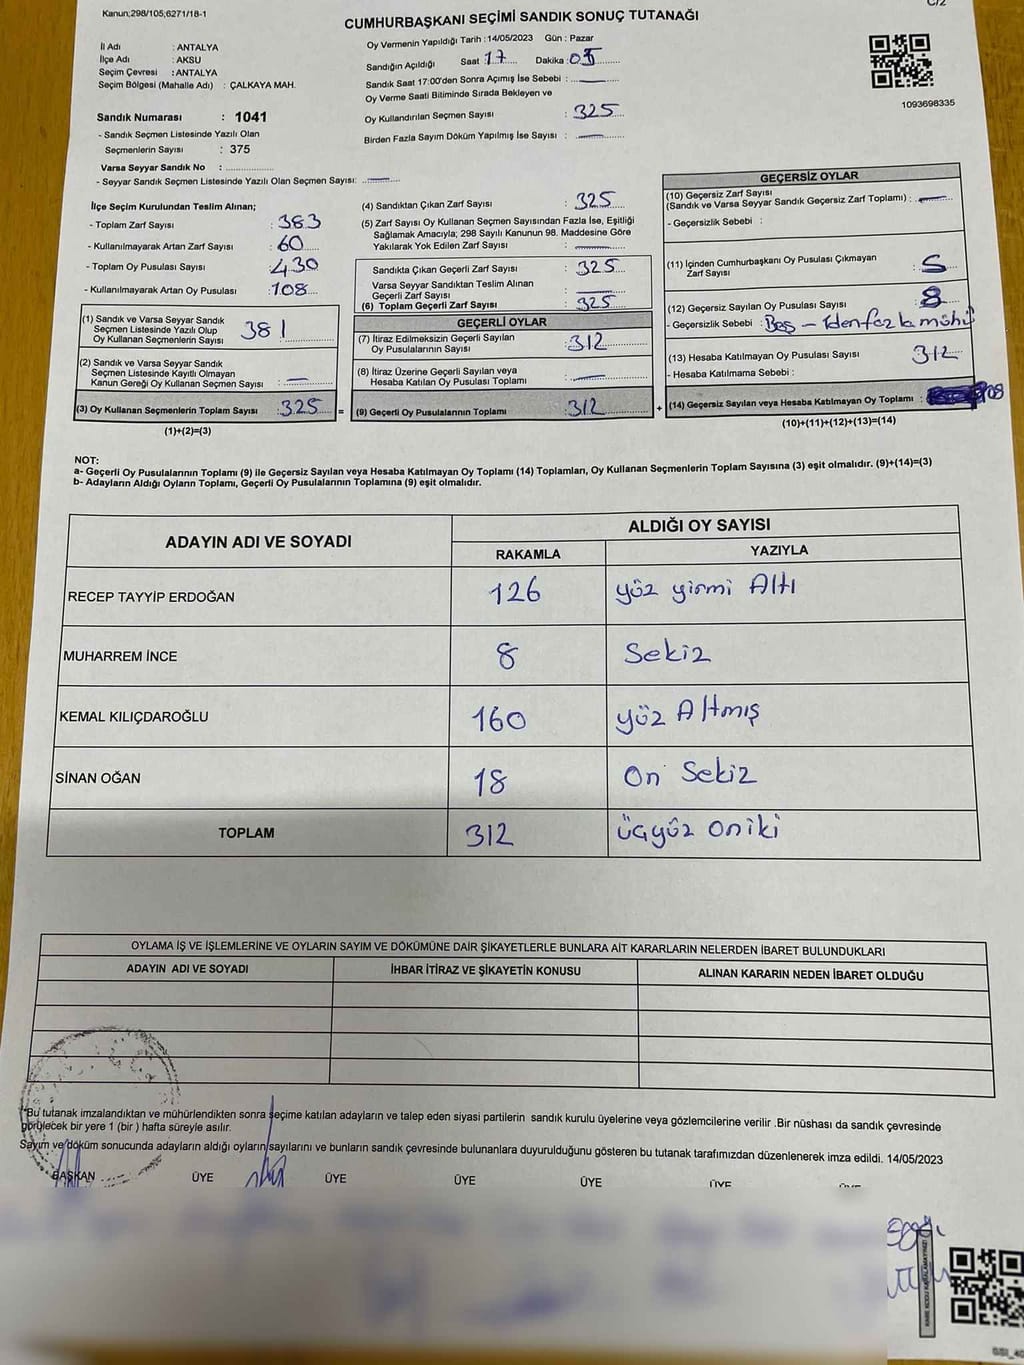 Kanun;298/105;6271/18-1
C/2
CUMHURBAŞKANI SEÇİMİ SANDIK SONUÇ TUTANAĞI
İl Adı : ANTALYA
İlçe Adı : AKSU
Seçim Çevresi : ANTALYA
Seçim Bölgesi (Mahalle Adı) : ÇALKAYA MAH.
Oy Vermenin Yapıldığı Tarih : 14/05/2023 Gün : Pazar
Sandığın Açıldığı Saat : 17 Dakika : 05
Sandık Saat 17:00'den Sonra Açımış İse Sebebi :
Oy Verme Saati Bitiminde Sırada Bekleyen ve
Oy Kullandırılan Seçmen Sayısı : 325
Birden Fazla Sayım Döküm Yapılmış İse Sayısı :
1093698335
Sandık Numarası : 1041
- Sandık Seçmen Listesinde Yazılı Olan
Seçmenlerin Sayısı : 375
Varsa Seyyar Sandık No :
- Seyyar Sandık Seçmen Listesinde Yazılı Olan Seçmen Sayısı:
İlçe Seçim Kurulundan Teslim Alınan;
- Toplam Zarf Sayısı : 383
- Kullanılmayarak Artan Zarf Sayısı : 60
- Toplam Oy Pusulası Sayısı : 430
- Kullanılmayarak Artan Oy Pusulası : 108
(1) Sandık ve Varsa Seyyar Sandık
Seçmen Listesinde Yazılı Olup
Oy Kullanan Seçmenlerin Sayısı 381
(2) Sandık ve Varsa Seyyar Sandık
Seçmen Listesinde Kayıtlı Olmayan
Kanun Gereği Oy Kullanan Seçmen Sayısı :
(3) Oy Kullanan Seçmenlerin Toplam Sayısı : 325 =
(1)+(2)=(3)
(4) Sandıktan Çıkan Zarf Sayısı : 325
(5) Zarf Sayısı Oy Kullanan Seçmen Sayısından Fazla İse, Eşitliği
Sağlamak Amacıyla; 298 Sayılı Kanunun 98. Maddesine Göre
Yakılarak Yok Edilen Zarf Sayısı :
Sandıkta Çıkan Geçerli Zarf Sayısı : 325
Varsa Seyyar Sandıktan Teslim Alınan
Geçerli Zarf Sayısı :
(6) Toplam Geçerli Zarf Sayısı : 325
GEÇERLİ OYLAR
(7) İtiraz Edilmeksizin Geçerli Sayılan
Oy Pusulalarının Sayısı : 312
(8) İtiraz Üzerine Geçerli Sayılan veya
Hesaba Katılan Oy Pusulası Toplamı :
(9) Geçerli Oy Pusulalarının Toplamı : 312 +
GEÇERSİZ OYLAR
(10) Geçersiz Zarf Sayısı
(Sandık ve Varsa Seyyar Sandık Geçersiz Zarf Toplamı) :
- Geçersizlik Sebebi :
(11) İçinden Cumhurbaşkanı Oy Pusulası Çıkmayan
Zarf Sayısı : 5
(12) Geçersiz Sayılan Oy Pusulası Sayısı : 8
- Geçersizlik Sebebi : Boş -
(13) Hesaba Katılmayan Oy Pusulası Sayısı : 312
- Hesaba Katılmama Sebebi :
(14) Geçersiz Sayılan veya Hesaba Katılmayan Oy Toplamı :
(10)+(11)+(12)+(13)=(14)
NOT:
a- Geçerli Oy Pusulalarının Toplamı (9) ile Geçersiz Sayılan veya Hesaba Katılmayan Oy Toplamı (14) Toplamları, Oy Kullanan Seçmenlerin Toplam Sayısına (3) eşit olmalıdır. (9)+(14)=(3)
b- Adayların Aldığı Oyların Toplamı, Geçerli Oy Pusulalarının Toplamına (9) eşit olmalıdır.
ADAYIN ADI VE SOYADI
ALDIĞI OY SAYISI
RAKAMLA YAZIYLA
RECEP TAYYİP ERDOĞAN 126 yüz yirmi Altı
MUHARREM İNCE 8 Sekiz
KEMAL KILIÇDAROĞLU 160 yüz Altmış
SİNAN OĞAN 18 On Sekiz
TOPLAM 312 üçyüz oniki
OYLAMA İŞ VE İŞLEMLERİNE VE OYLARIN SAYIM VE DÖKÜMÜNE DAİR ŞİKAYETLERLE BUNLARA AİT KARARLARIN NELERDEN İBARET BULUNDUKLARI
ADAYIN ADI VE SOYADI İHBAR İTİRAZ VE ŞİKAYETİN KONUSU ALINAN KARARIN NEDEN İBARET OLDUĞU
"Bu tutanak imzalandıktan ve mühürlendikten sonra seçime katılan adayların ve talep eden siyasi partilerin sandık kurulu üyelerine veya gözlemcilerine verilir .Bir nüshası da sandık çevresinde
görülecek bir yere 1 (bir ) hafta süreyle asılır.
Sayım ve döküm sonucunda adayların aldığı oyların sayılarını ve bunların sandık çevresinde bulunanlara duyurulduğunu gösteren bu tutanak tarafımızdan düzenlenerek imza edildi. 14/05/2023
BAŞKAN ÜYE ÜYE ÜYE ÜYE ÜYE